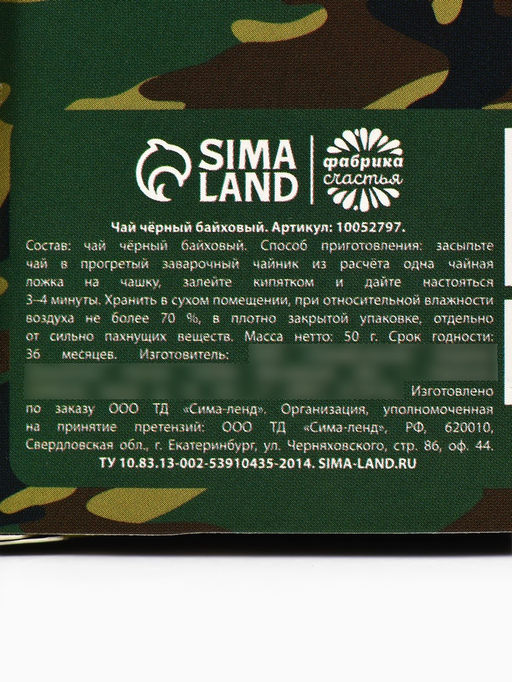 SIMA
LAND
фабрика
счастья
Чай чёрный байховый. Артикул: 10052797.
Состав: чай чёрный байховый. Способ приготовления: засыпьте
чай в прогретый заварочный чайник из расчёта одна чайная
ложка на чашку, залейте кипятком и дайте настояться
3–4 минуты. Хранить в сухом помещении, при относительной влажности
воздуха не более 70 %, в плотно закрытой упаковке, отдельно
от сильно пахнущих веществ. Масса нетто: 50 г. Срок годности:
36 месяцев. Изготовитель:
Изготовлено
по заказу ООО ТД «Сима-ленд». Организация, уполномоченная
на принятие претензий: ООО ТД «Сима-ленд», РФ, 620010,
Свердловская обл., г. Екатеринбург, ул. Черняховского, стр. 86, оф. 44.
ТУ 10.83.13-002-53910435-2014. SIMA-LAND.RU